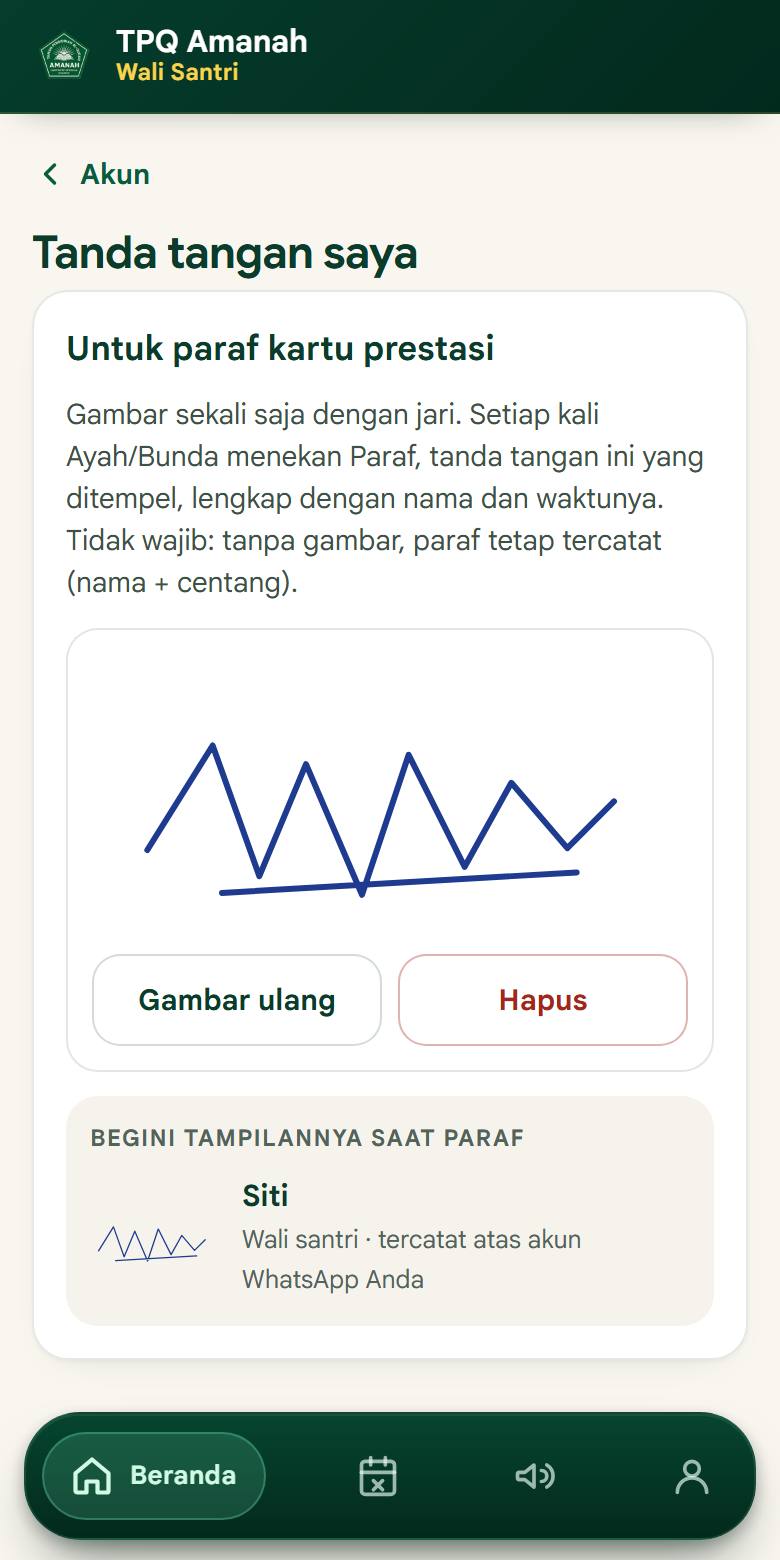 AMANAH
TPQ Amanah
Wali Santri
Akun
Tanda tangan saya
Untuk paraf kartu prestasi
Gambar sekali saja dengan jari. Setiap kali
Ayah/Bunda menekan Paraf, tanda tangan ini yang
ditempel, lengkap dengan nama dan waktunya.
Tidak wajib: tanpa gambar, paraf tetap tercatat
(nama + centang).
Gambar ulang
Hapus
BEGINI TAMPILANNYA SAAT PARAF
Siti
Wali santri · tercatat atas akun
WhatsApp Anda
Beranda